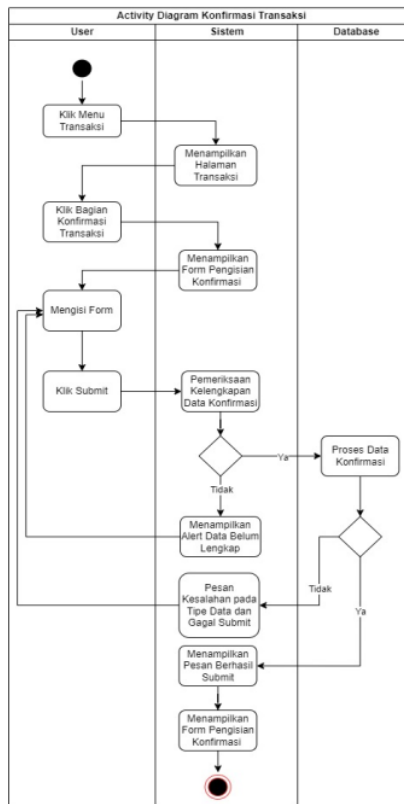 Activity Diagram Konfirmasi Transaksi
User
Sistem
Database
Klik Menu
Transaksi
Menampilkan
Halaman
Transaksi
Klik Bagian
Konfirmasi
Transaksi
Menampilkan
Form Pengisian
Konfirmasi
Mengisi Form
Klik Submit
Pemeriksaan
Kelengkapan
Data Konfirmasi
Ya
Proses Data
Konfirmasi
Tidak
Menampilkan
Alert Data Belum
Lengkap
Tidak
Ya
Pesan
Kesalahan pada
Tipe Data dan
Gagal Submit
Menampilkan
Pesan Berhasil
Submit
Menampilkan
Form Pengisian
Konfirmasi